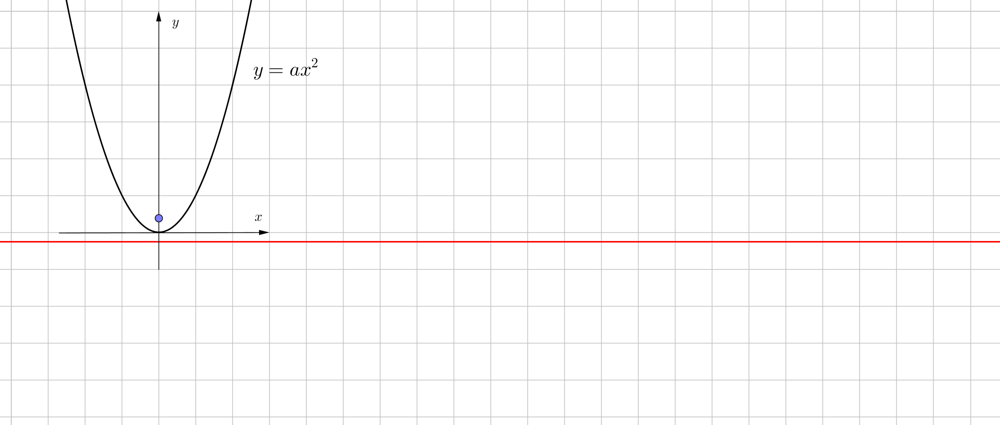 y
y = ax²
x